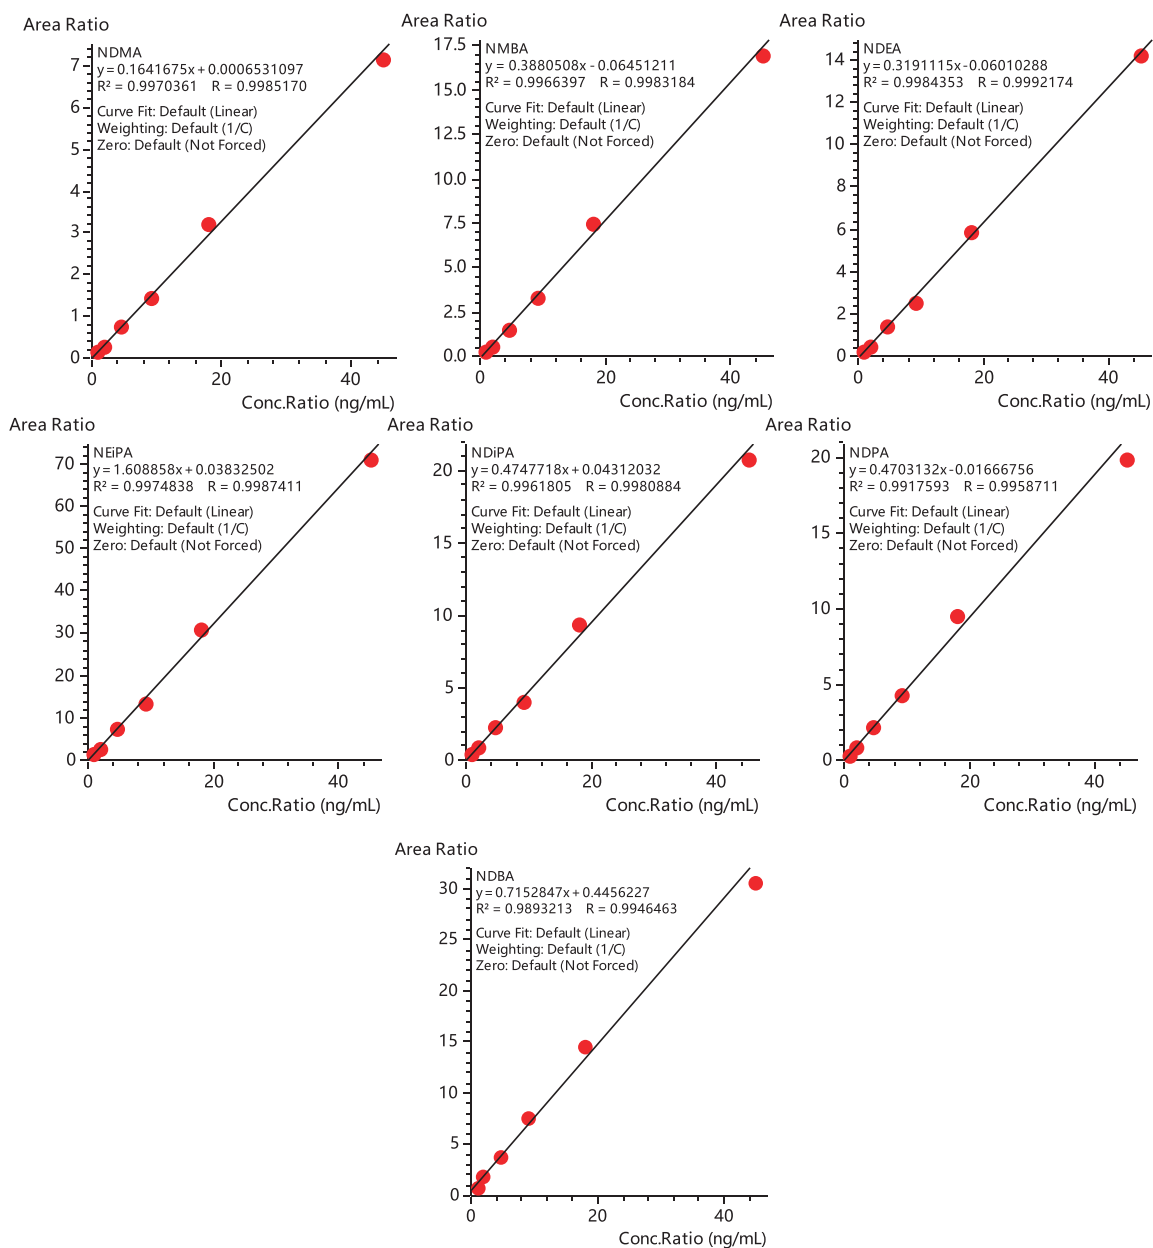 Area Ratio
NDMA
y = 0.1641675x + 0.0006531097
R² = 0.9970361 R = 0.9985170
Curve Fit: Default (Linear)
Weighting: Default (1/C)
Zero: Default (Not Forced)
7
6
5
4
3
2
1
0
0 20 40
Conc.Ratio (ng/mL)
Area Ratio
NMBA
y = 0.3880508x - 0.06451211
R² = 0.9966397 R = 0.9983184
Curve Fit: Default (Linear)
Weighting: Default (1/C)
Zero: Default (Not Forced)
17.5
15.0
12.5
10.0
7.5
5.0
2.5
0.0
0 20 40
Conc.Ratio (ng/mL)
Area Ratio
NDEA
y = 0.3191115x-0.06010288
R² = 0.9984353 R = 0.9992174
Curve Fit: Default (Linear)
Weighting: Default (1/C)
Zero: Default (Not Forced)
14
12
10
8
6
4
2
0
0 20 40
Conc.Ratio (ng/mL)
Area Ratio
NEiPA
y = 1.608858x + 0.03832502
R² = 0.9974838 R = 0.9987411
Curve Fit: Default (Linear)
Weighting: Default (1/C)
Zero: Default (Not Forced)
70
60
50
40
30
20
10
0
0 20 40
Conc.Ratio (ng/mL)
Area Ratio
NDiPA
y = 0.4747718x + 0.04312032
R² = 0.9961805 R = 0.9980884
Curve Fit: Default (Linear)
Weighting: Default (1/C)
Zero: Default (Not Forced)
20
15
10
5
0
0 20 40
Conc.Ratio (ng/mL)
Area Ratio
NDPA
y = 0.4703132x-0.01666756
R² = 0.9917593 R = 0.9958711
Curve Fit: Default (Linear)
Weighting: Default (1/C)
Zero: Default (Not Forced)
20
15
10
5
0
0 20 40
Conc.Ratio (ng/mL)
Area Ratio
NDBA
y = 0.7152847x + 0.4456227
R² = 0.9893213 R = 0.9946463
Curve Fit: Default (Linear)
Weighting: Default (1/C)
Zero: Default (Not Forced)
30
25
20
15
10
5
0
0 20 40
Conc.Ratio (ng/mL)